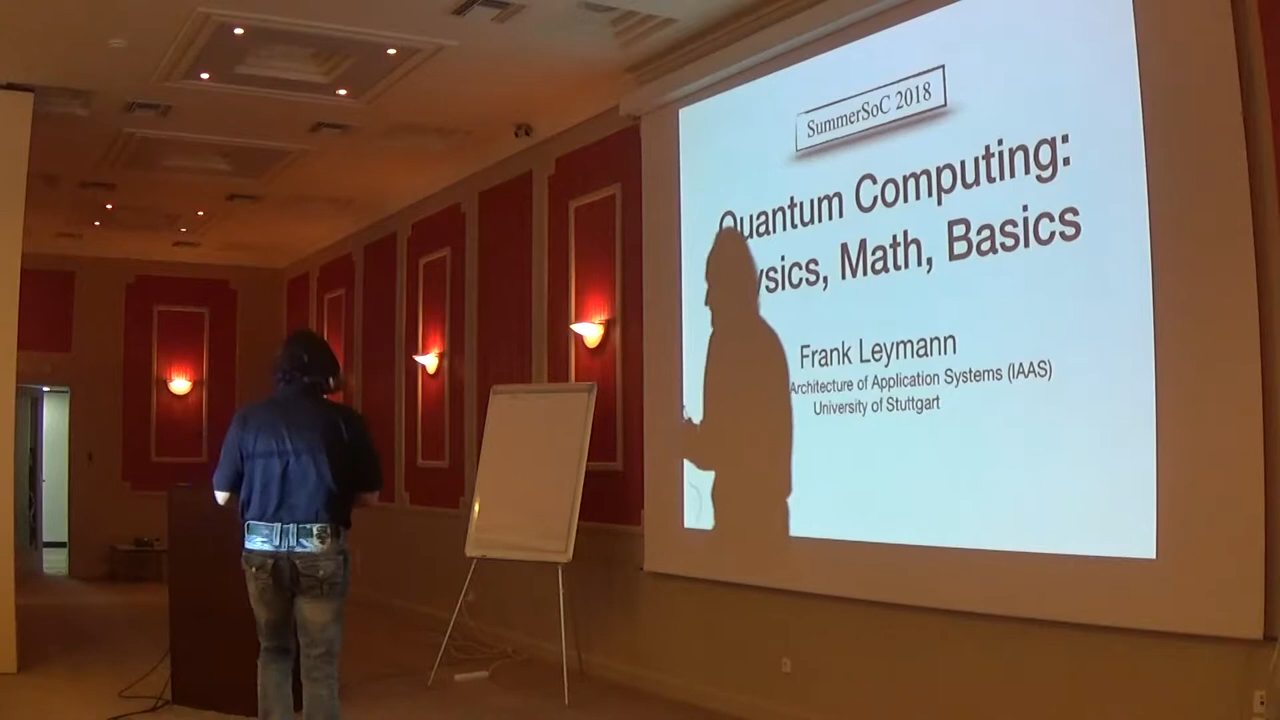 SummerSoC 2018
Quantum Computing:
ysics, Math, Basics
Frank Leymann
Architecture of Application Systems (IAAS)
University of Stuttgart